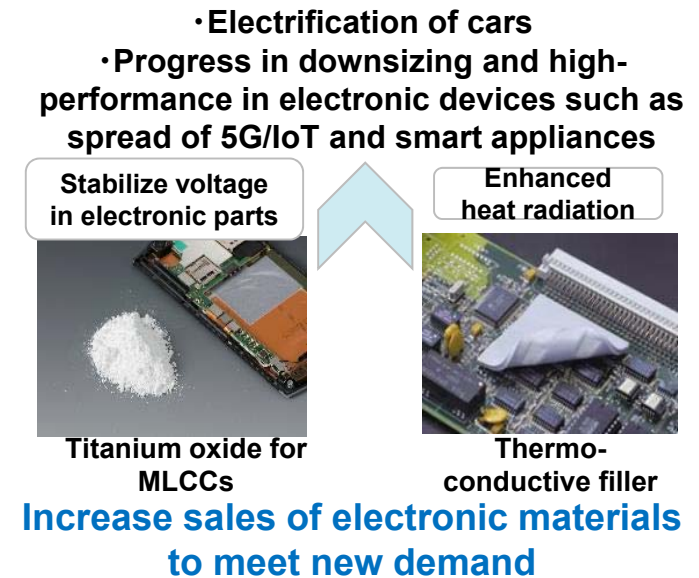 ・Electrification of cars
・Progress in downsizing and high-
performance in electronic devices such as
spread of 5G/IoT and smart appliances
Stabilize voltage
in electronic parts
Enhanced
heat radiation
Titanium oxide for
MLCCs
Thermo-
conductive filler
Increase sales of electronic materials
to meet new demand